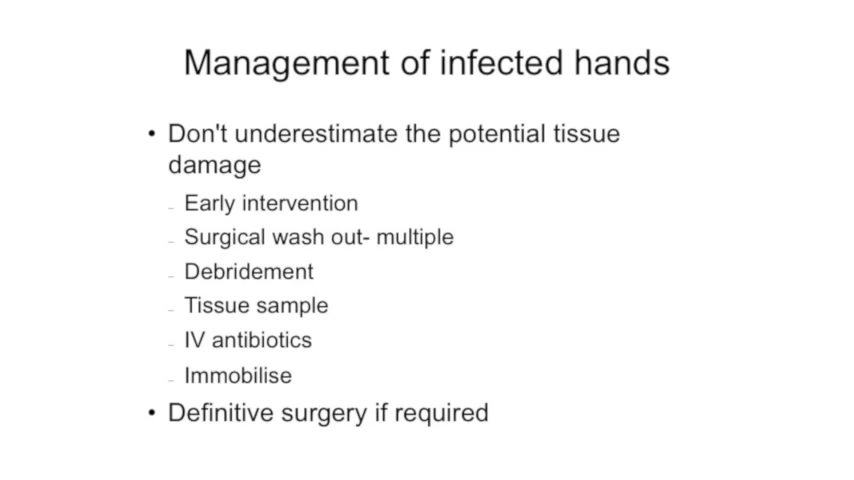 Management of infected hands
• Don't underestimate the potential tissue
damage
– Early intervention
– Surgical wash out- multiple
– Debridement
– Tissue sample
– IV antibiotics
– Immobilise
• Definitive surgery if required